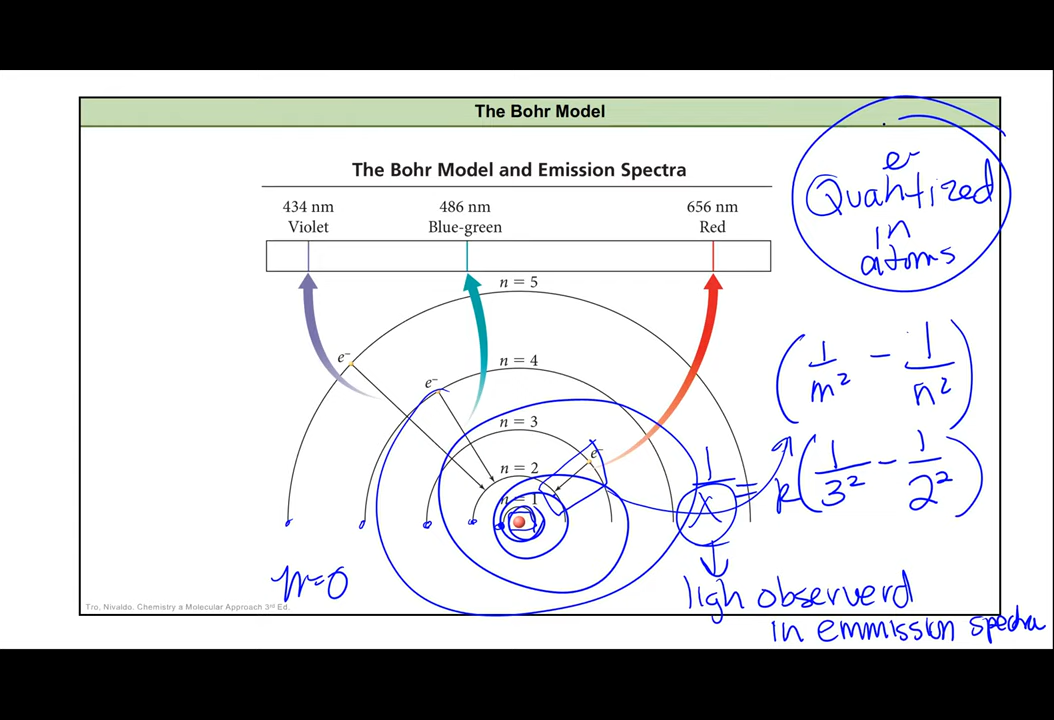 The Bohr Model
The Bohr Model and Emission Spectra
434 nm
Violet
486 nm
Blue-green
656 nm
Red
e-
Quantized
in
atoms
n = 5
n = 4
n = 3
n = 2
n = 1
e⁻
e⁻
e⁻
(1/m² - 1/n²)
1/λ = R(1/3² - 1/2²)
n=0
ligh observerd
in emmission spectra
Tro, Nivaldo. Chemistry a Molecular Approach 3rd Ed.